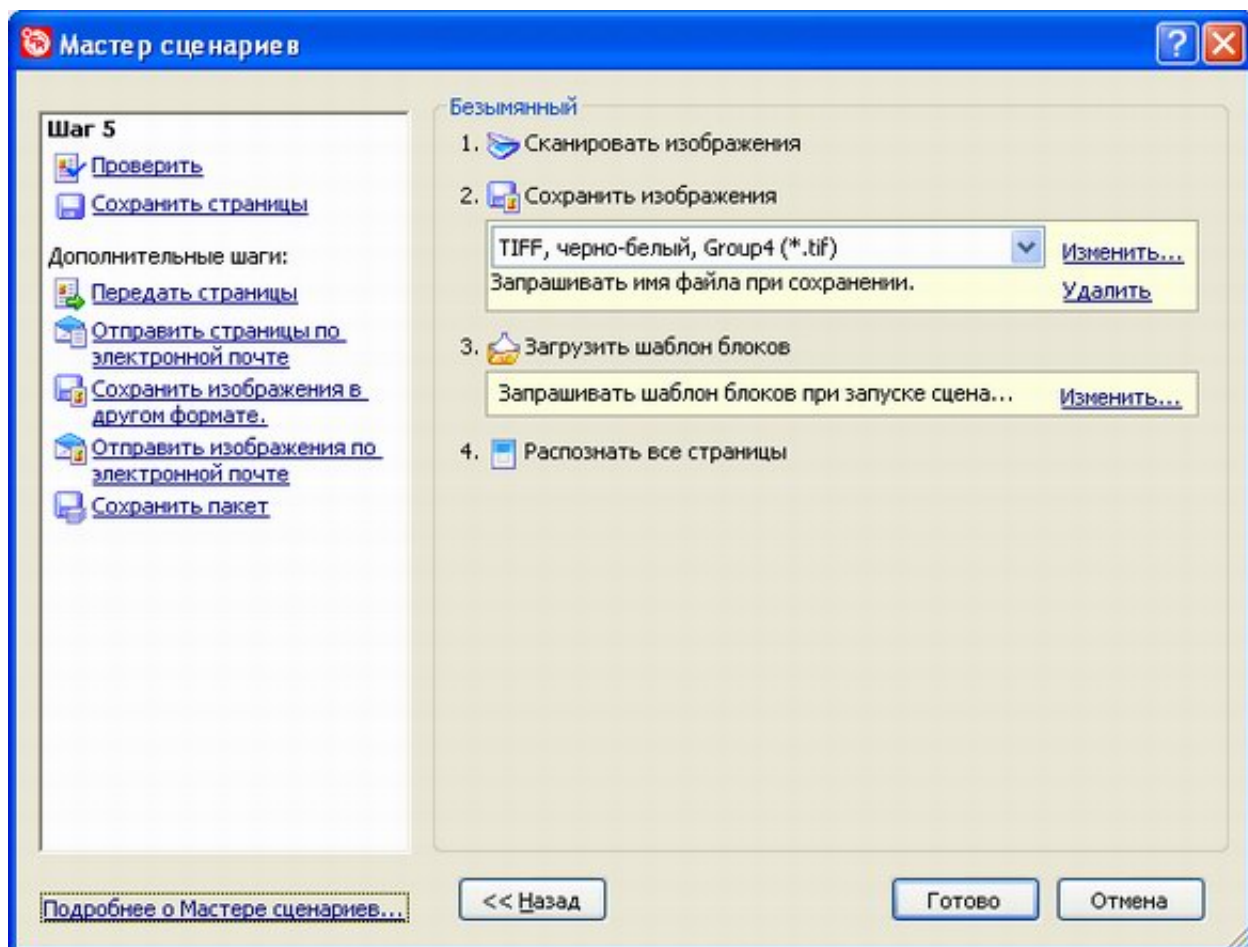 Мастер сценариев
Шаг 5
Проверить
Сохранить страницы
Дополнительные шаги:
Передать страницы
Отправить страницы по
электронной почте
Сохранить изображения в
другом формате.
Отправить изображения по
электронной почте
Сохранить пакет
Подробнее о Мастере сценариев...
Безымянный
1. Сканировать изображения
2. Сохранить изображения
TIFF, черно-белый, Group4 (*.tif)
Изменить...
Запрашивать имя файла при сохранении.
Удалить
3. Загрузить шаблон блоков
Запрашивать шаблон блоков при запуске сцена...
Изменить...
4. Распознать все страницы
<< Назад
Готово
Отмена